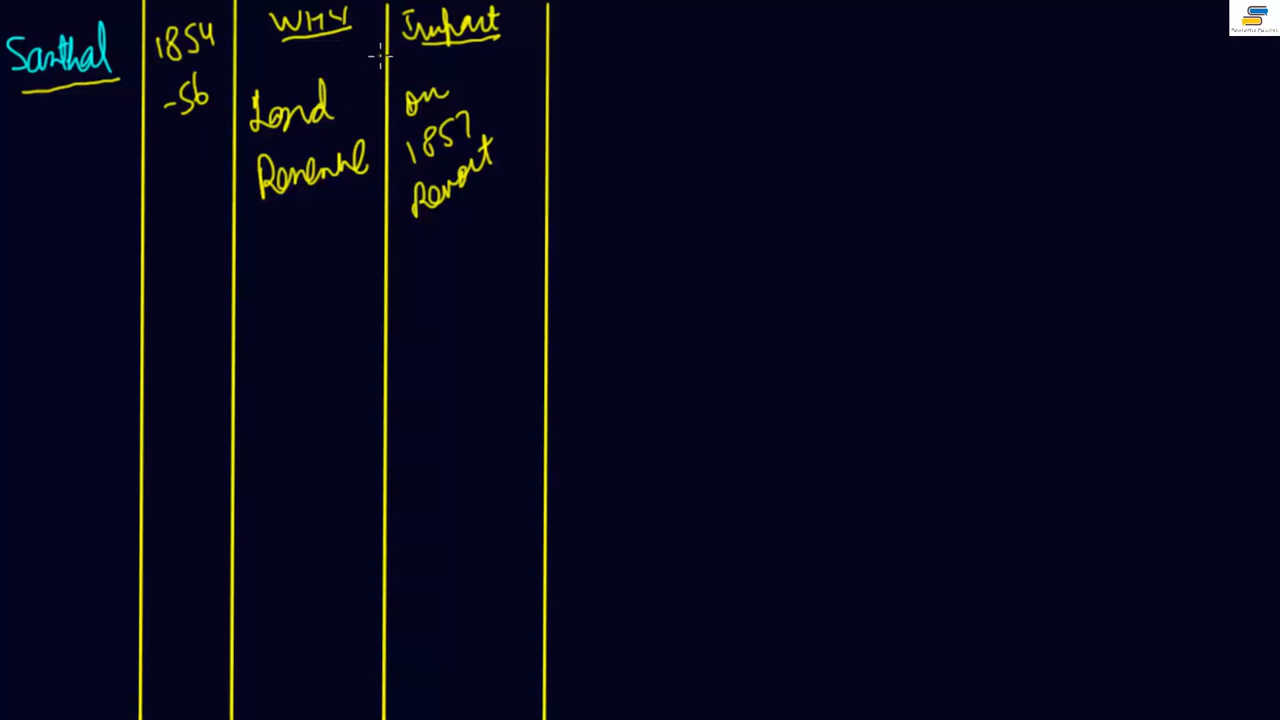 Santhal
1854
-56
WHY
Land
Revenue
Impact
on
1857
Revolt